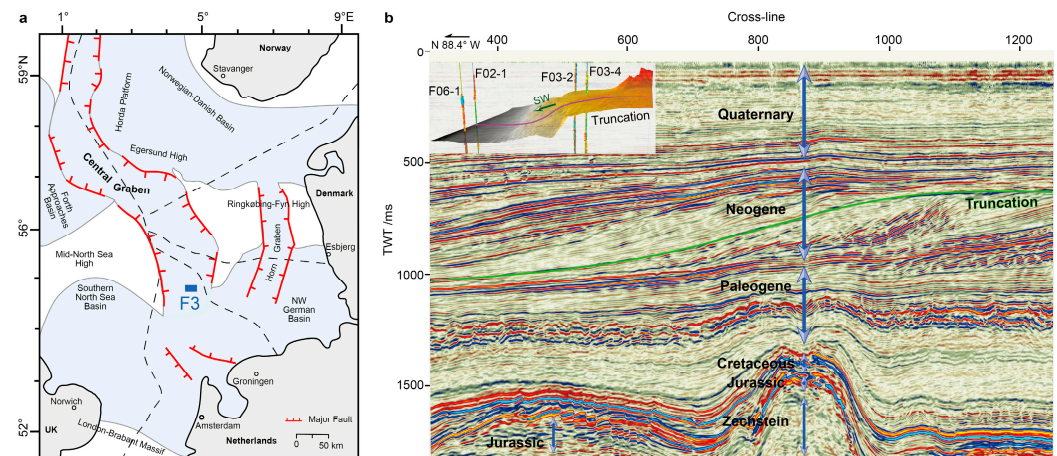 a
1°
5°
9°E
59°N
56°
52°
Norway
Stavanger
Norwegian-Danish Basin
Horda Platform
Egersund High
Central
Graben
Forth
Approaches
Basin
Ringkøbing-Fyn High
Denmark
Esbjerg
Horn
Graben
Mid-North Sea
High
Southern
North Sea
Basin
F3
NW
German
Basin
Groningen
Norwich
UK
Amsterdam
London-Brabant Massif
Netherlands
Major Fault
0 50 km
b
Cross-line
N 88.4° W
400 600 800 1000 1200
TWT /ms
0
500
1000
1500
F06-1
F02-1
F03-2
F03-4
SW
Truncation
Quaternary
Neogene
Truncation
Paleogene
Cretaceous
Jurassic
Zechstein
Jurassic